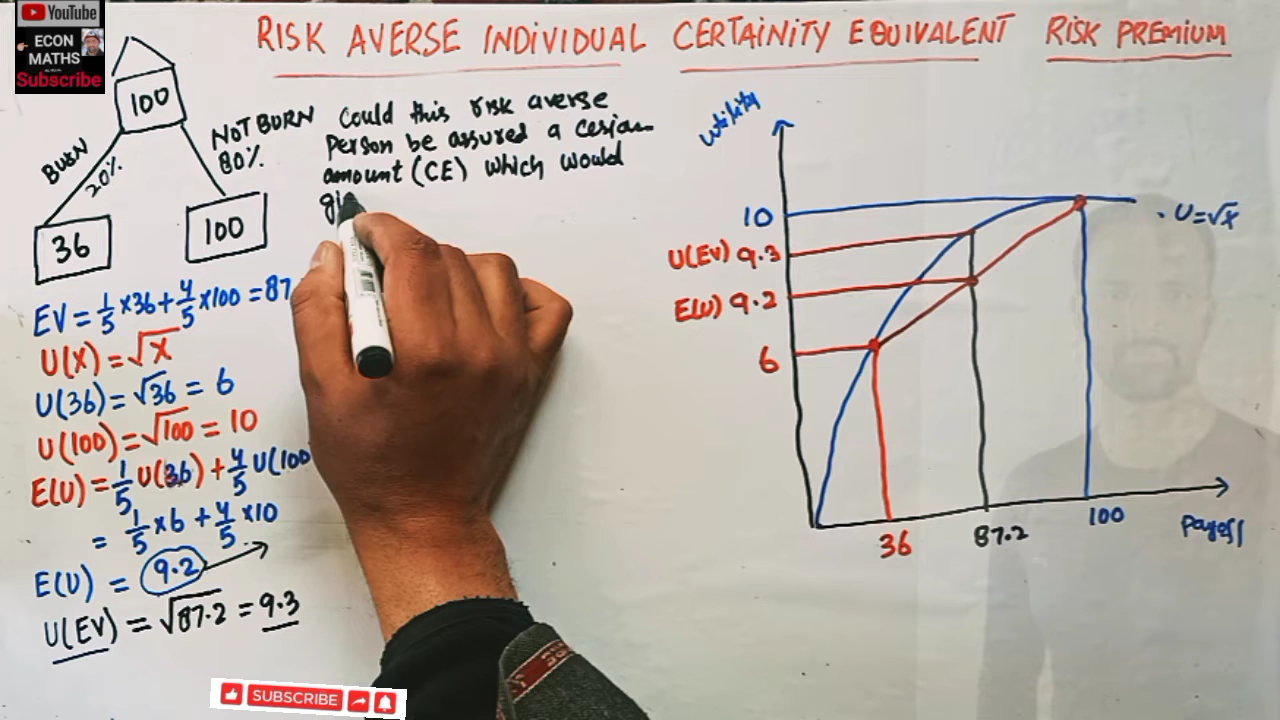 YouTube
ECON
MATHS
Subscribe
RISK AVERSE INDIVIDUAL CERTAINITY EQUIVALENT RISK PREMIUM
100
BURN
20%
NOT BURN
80%
36
100
EV = 1/5 × 36 + 4/5 × 100 = 87
U(X) = √X
U(36) = √36 = 6
U(100) = √100 = 10
E(U) = 1/5 U(36) + 4/5 U(100
= 1/5 × 6 + 4/5 × 10
E(U) = 9.2
U(EV) = √87.2 = 9.3
Could this risk averse
Person be assured a
amount (CE) which would
Utility
10
U(EV) 9.3
E(U) 9.2
6
U = √X
36
87.2
100
Payoff
SUBSCRIBE